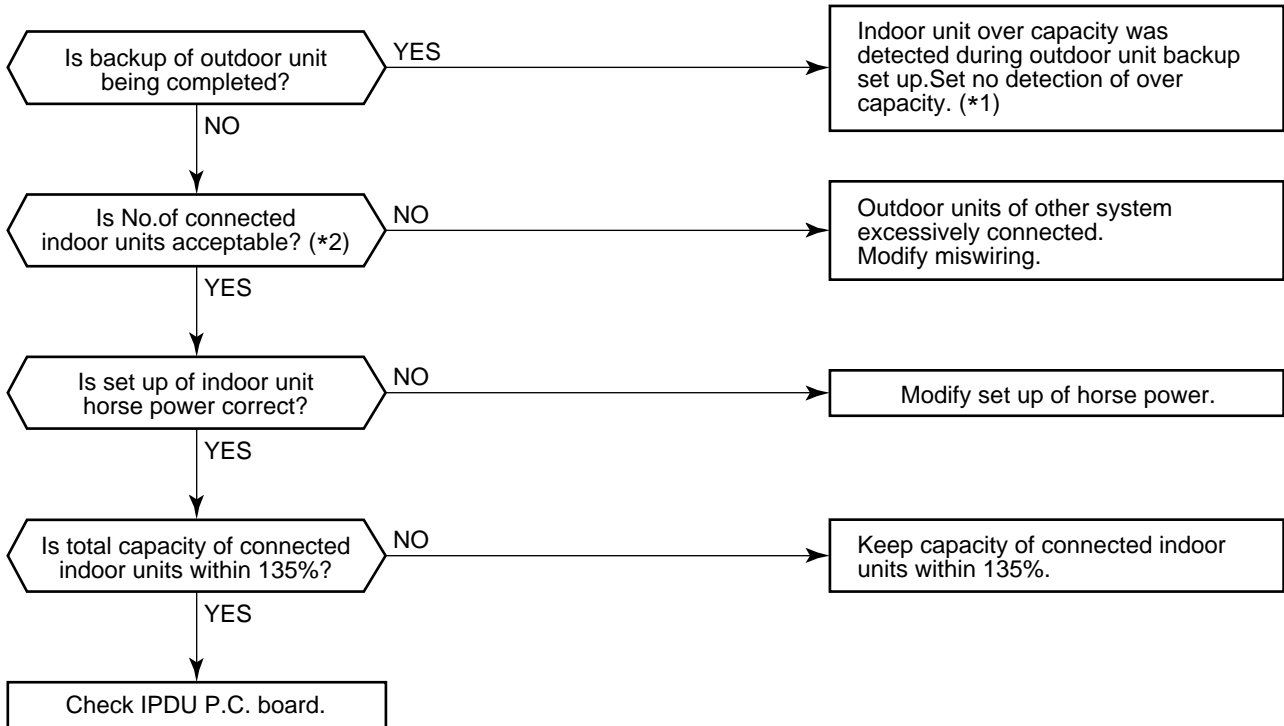 Is backup of outdoor unit
being completed?
YES
Indoor unit over capacity was
detected during outdoor unit backup
set up.Set no detection of over
capacity. (*1)
NO
Is No.of connected
indoor units acceptable? (*2)
NO
Outdoor units of other system
excessively connected.
Modify miswiring.
YES
Is set up of indoor unit
horse power correct?
NO
Modify set up of horse power.
YES
Is total capacity of connected
indoor units within 135%?
NO
Keep capacity of connected indoor
units within 135%.
YES
Check IPDU P.C. board.